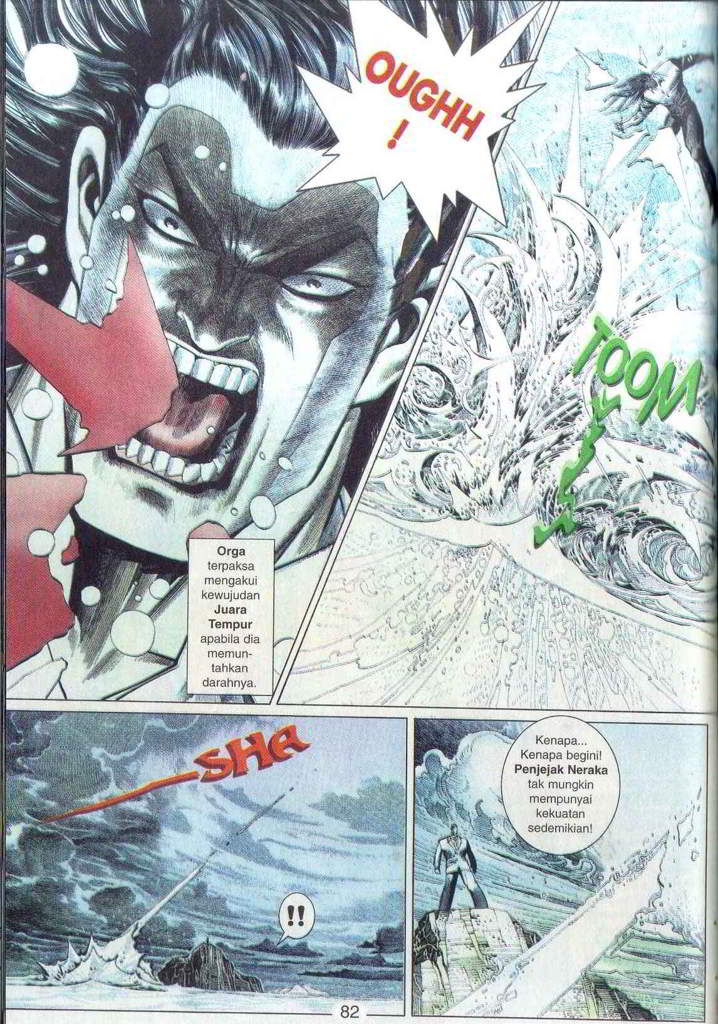 OUGHH
!
Orga
terpaksa
mengakui
kewujudan
Juara
Tempur
apabila dia
memun-
tahkan
darahnya.
TOOM
SHA
!!
Kenapa...
Kenapa begini!
Penjejak Neraka
tak mungkin
mempunyai
kekuatan
sedemikian!
82